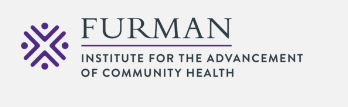 FURMAN
INSTITUTE FOR THE ADVANCEMENT
OF COMMUNITY HEALTH